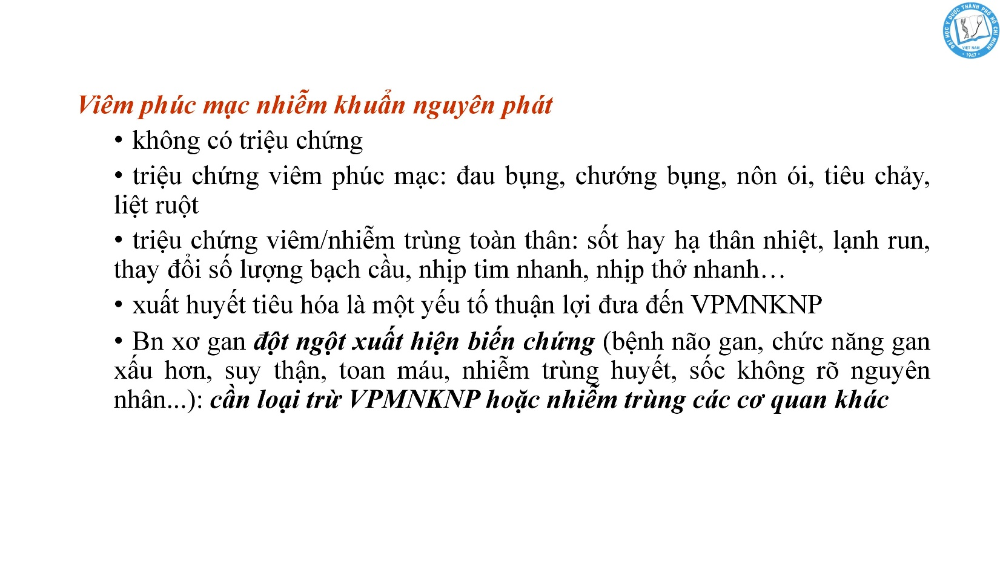 ĐẠI HỌC Y DƯỢC THÀNH PHỐ HỒ CHÍ MINH
VIỆT NAM
1947
Viêm phúc mạc nhiễm khuẩn nguyên phát
• không có triệu chứng
• triệu chứng viêm phúc mạc: đau bụng, chướng bụng, nôn ói, tiêu chảy,
liệt ruột
• triệu chứng viêm/nhiễm trùng toàn thân: sốt hay hạ thân nhiệt, lạnh run,
thay đổi số lượng bạch cầu, nhịp tim nhanh, nhịp thở nhanh…
• xuất huyết tiêu hóa là một yếu tố thuận lợi đưa đến VPMNKNP
• Bn xơ gan đột ngột xuất hiện biến chứng (bệnh não gan, chức năng gan
xấu hơn, suy thận, toan máu, nhiễm trùng huyết, sốc không rõ nguyên
nhân...): cần loại trừ VPMNKNP hoặc nhiễm trùng các cơ quan khác